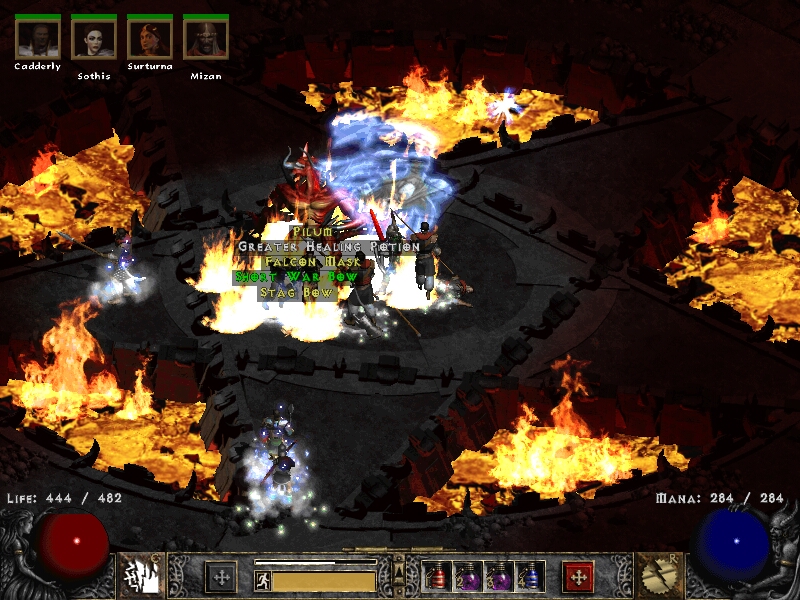 Cadderly
Sothis
Surturna
Mizan
Pilum
Greater Healing Potion
Falcon Mask
Short War Bow
Stag Bow
Life: 444 / 482
Mana: 284 / 284